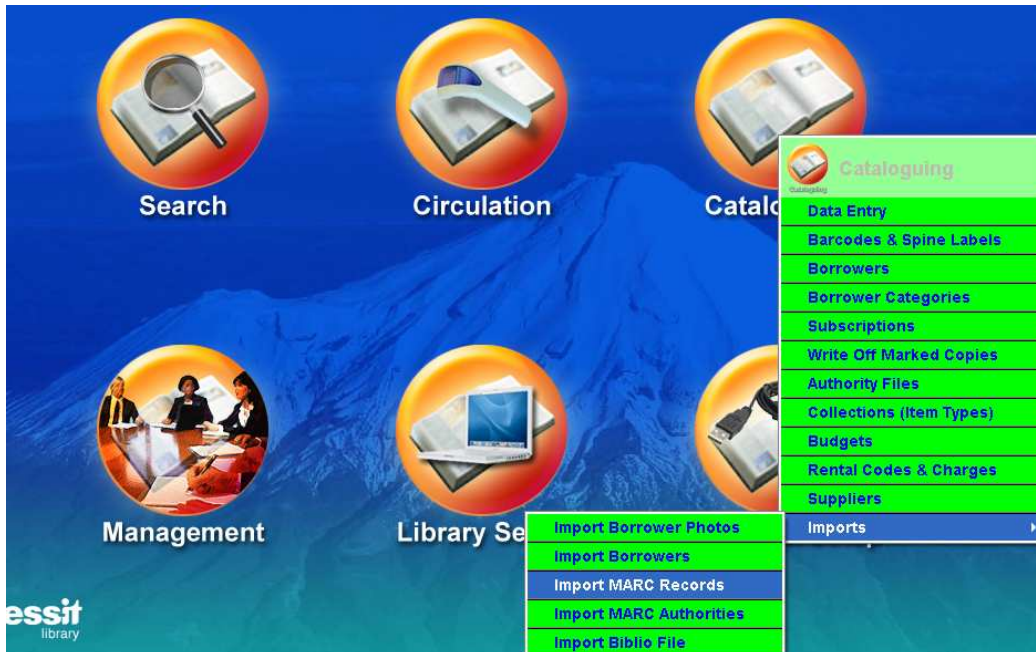 Search
Circulation
Catalo
Cataloguing
Cataloguing
Data Entry
Barcodes & Spine Labels
Borrowers
Borrower Categories
Subscriptions
Write Off Marked Copies
Authority Files
Collections (Item Types)
Budgets
Rental Codes & Charges
Suppliers
Imports
Management
Library Se
Import Borrower Photos
Import Borrowers
Import MARC Records
Import MARC Authorities
Import Biblio File
essit
library